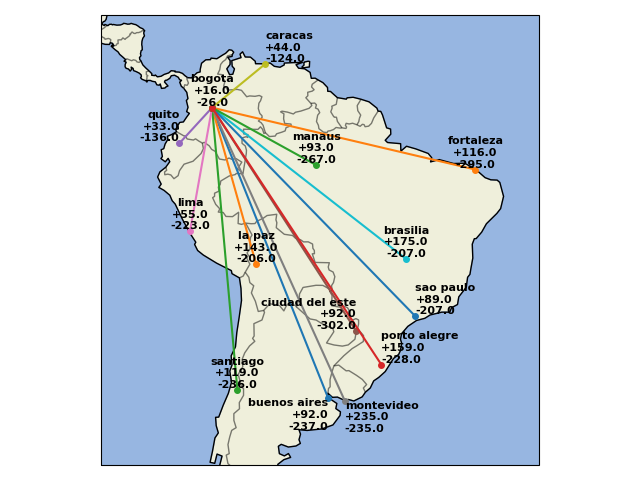 caracas
+44.0
-124.0
bogota
+16.0
-26.0
quito
+33.0
-136.0
manaus
+93.0
-267.0
fortaleza
+116.0
-295.0
lima
+55.0
-223.0
la paz
+143.0
-206.0
brasilia
+175.0
-207.0
sao paulo
+89.0
-207.0
ciudad del este
+92.0
-302.0
porto alegre
+159.0
-228.0
santiago
+119.0
-236.0
buenos aires
+92.0
-237.0
montevideo
+235.0
-235.0